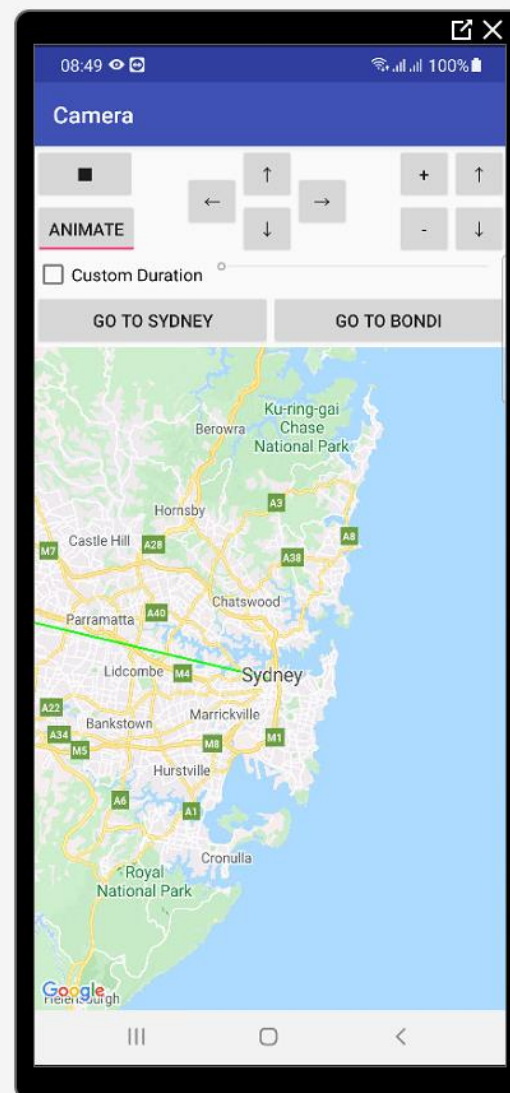 08:49 100%
Camera
■ ↑ + ↑
← →
ANIMATE ↓ - ↓
Custom Duration
GO TO SYDNEY GO TO BONDI
Ku-ring-gai
Chase
National Park
Berowra
Hornsby
A3
Castle Hill A28 A8
M7 A38
Chatswood
Parramatta A40
Lidcombe M4 Sydney
A22 Marrickville
Bankstown
A34 M5 M8 M1
Hurstville
A6
A1
Cronulla
Royal
National Park
Google
Helensburgh